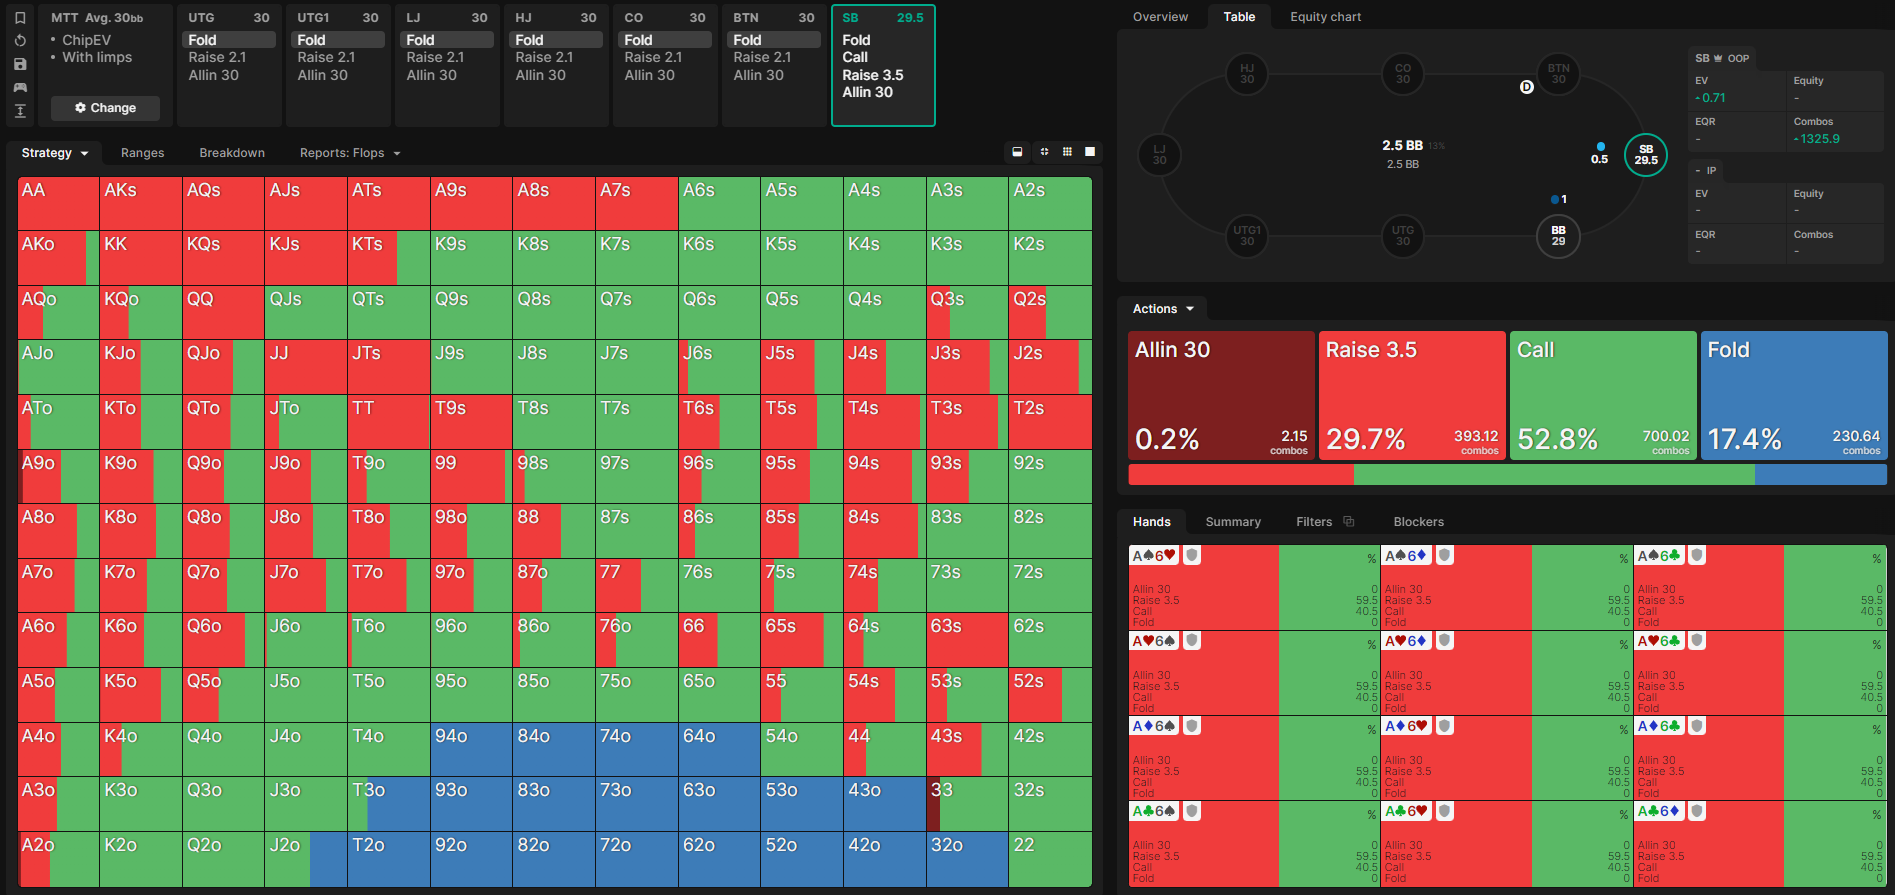 MTT Avg. 30bb
• ChipEV
• With limps
Change
UTG 30
Fold
Raise 2.1
Allin 30
UTG1 30
Fold
Raise 2.1
Allin 30
LJ 30
Fold
Raise 2.1
Allin 30
HJ 30
Fold
Raise 2.1
Allin 30
CO 30
Fold
Raise 2.1
Allin 30
BTN 30
Fold
Raise 2.1
Allin 30
SB 29.5
Fold
Call
Raise 3.5
Allin 30
Strategy Ranges Breakdown Reports: Flops
AA AKs AQs AJs ATs A9s A8s A7s A6s A5s A4s A3s A2s
AKo KK KQs KJs KTs K9s K8s K7s K6s K5s K4s K3s K2s
AQo KQo QQ QJs QTs Q9s Q8s Q7s Q6s Q5s Q4s Q3s Q2s
AJo KJo QJo JJ JTs J9s J8s J7s J6s J5s J4s J3s J2s
ATo KTo QTo JTo TT T9s T8s T7s T6s T5s T4s T3s T2s
A9o K9o Q9o J9o T9o 99 98s 97s 96s 95s 94s 93s 92s
A8o K8o Q8o J8o T8o 98o 88 87s 86s 85s 84s 83s 82s
A7o K7o Q7o J7o T7o 97o 87o 77 76s 75s 74s 73s 72s
A6o K6o Q6o J6o T6o 96o 86o 76o 66 65s 64s 63s 62s
A5o K5o Q5o J5o T5o 95o 85o 75o 65o 55 54s 53s 52s
A4o K4o Q4o J4o T4o 94o 84o 74o 64o 54o 44 43s 42s
A3o K3o Q3o J3o T3o 93o 83o 73o 63o 53o 43o 33 32s
A2o K2o Q2o J2o T2o 92o 82o 72o 62o 52o 42o 32o 22
Overview Table Equity chart
HJ
30
CO
30
BTN
30
D
LJ
30
2.5 BB 13%
2.5 BB
0.5
SB
29.5
1
UTG1
30
UTG
30
BB
29
SB OOP
EV Equity
0.71 -
EQR Combos
- 1325.9
- IP
EV Equity
- -
EQR Combos
- -
Actions
Allin 30
0.2%
2.15
combos
Raise 3.5
29.7%
393.12
combos
Call
52.8%
700.02
combos
Fold
17.4%
230.64
combos
Hands Summary Filters Blockers
A♠6♥ % A♠6♦ % A♠6♣ %
Allin 30 0 Allin 30 0 Allin 30 0
Raise 3.5 59.5 Raise 3.5 59.5 Raise 3.5 59.5
Call 40.5 Call 40.5 Call 40.5
Fold 0 Fold 0 Fold 0
A♥6♠ % A♥6♦ % A♥6♣ %
Allin 30 0 Allin 30 0 Allin 30 0
Raise 3.5 59.5 Raise 3.5 59.5 Raise 3.5 59.5
Call 40.5 Call 40.5 Call 40.5
Fold 0 Fold 0 Fold 0
A♦6♠ % A♦6♥ % A♦6♣ %
Allin 30 0 Allin 30 0 Allin 30 0
Raise 3.5 59.5 Raise 3.5 59.5 Raise 3.5 59.5
Call 40.5 Call 40.5 Call 40.5
Fold 0 Fold 0 Fold 0
A♣6♠ % A♣6♥ % A♣6♦ %
Allin 30 0 Allin 30 0 Allin 30 0
Raise 3.5 59.5 Raise 3.5 59.5 Raise 3.5 59.5
Call 40.5 Call 40.5 Call 40.5
Fold 0 Fold 0 Fold 0